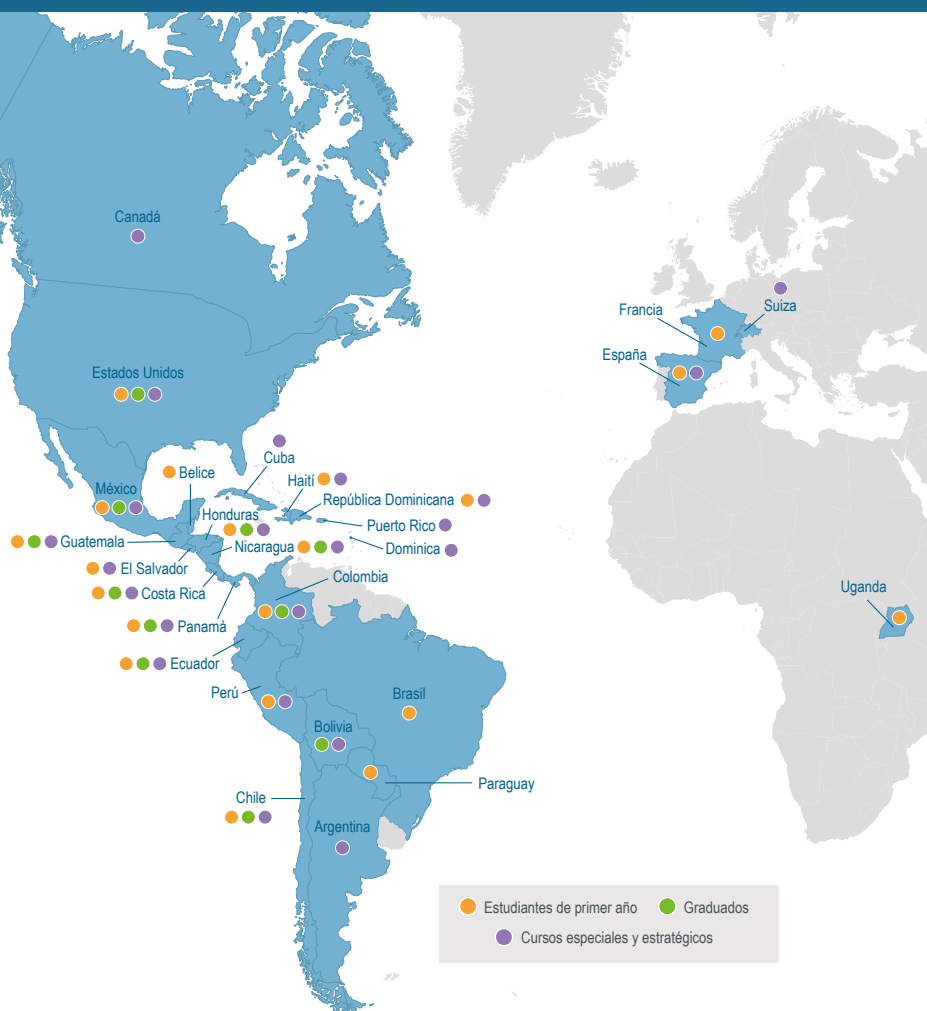 Canadá
Suiza
Francia
España
Estados Unidos
Cuba
Belice
Haití
México
República Dominicana
Honduras
Puerto Rico
Guatemala
Nicaragua
Dominica
El Salvador
Colombia
Costa Rica
Uganda
Panamá
Ecuador
Perú
Brasil
Bolivia
Paraguay
Chile
Argentina
Estudiantes de primer año
Graduados
Cursos especiales y estratégicos